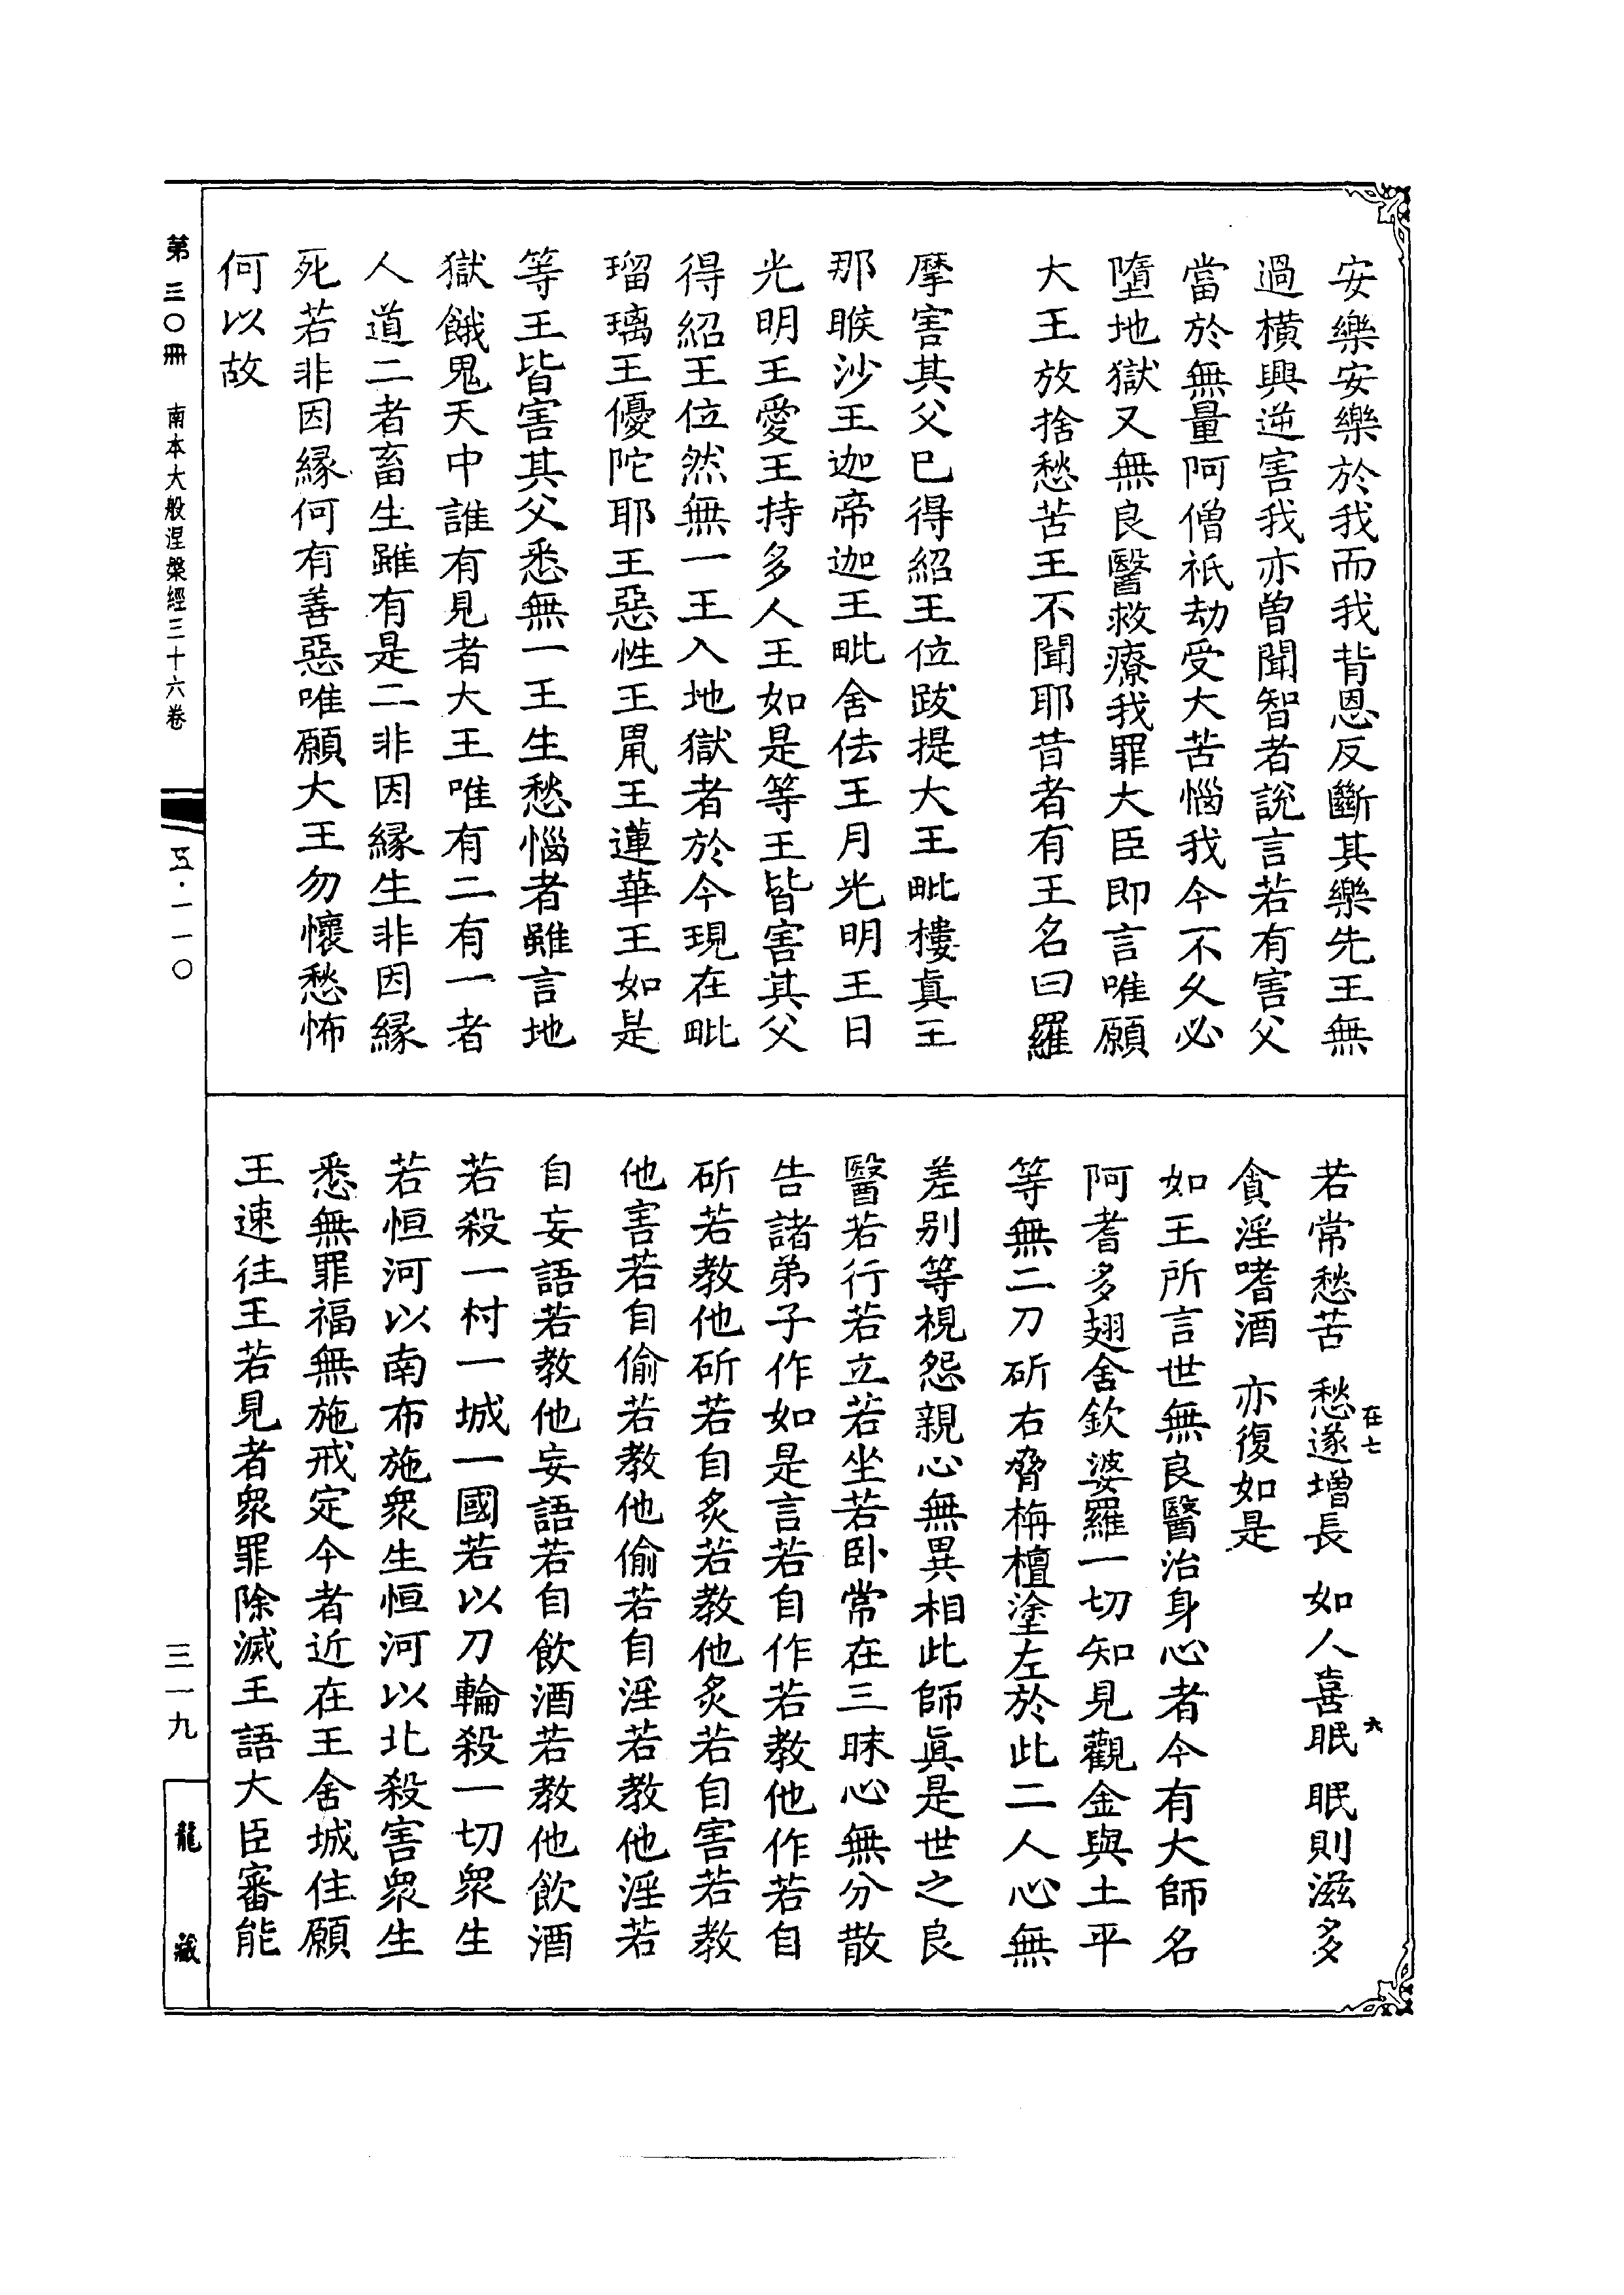 安樂安樂於我而我背恩反斷其樂先王無
過橫興逆害我亦曾聞智者說言若有害父
當於無量阿僧祇劫受大苦惱我今不久必
墮地獄又無良醫救療我罪大臣即言唯願
大王放捨愁苦王不聞耶昔者有王名曰羅
摩害其父已得紹王位跋提大王毗樓真王
那睺沙王迦帝迦王毗舍佉王月光明王日
光明王愛王持多人王如是等王皆害其父
得紹王位然無一王入地獄者於今現在毗
瑠璃王優陀耶王惡性王鼠王蓮華王如是
等王皆害其父悉無一王生愁惱者雖言地
獄餓鬼天中誰有見者大王唯有二有一者
人道二者畜生雖有是二非因緣生非因緣
死若非因緣何有善惡唯願大王勿懷愁怖
何以故
若常愁苦 愁遂增長 如人喜眠 眠則滋多
貪淫嗜酒 亦復如是
如王所言世無良醫治身心者今有大師名
阿耆多翅舍欽婆羅一切知見觀金與土平
等無二刀斫右脅栴檀塗左於此二人心無
差別等視怨親心無異相此師真是世之良
醫若行若立若坐若臥常在三昧心無分散
告諸弟子作如是言若自作若教他作若自
斫若教他斫若自炙若教他炙若自害若教
他害若自偷若教他偷若自淫若教他淫若
自妄語若教他妄語若自飲酒若教他飲酒
若殺一村一城一國若以刀輪殺一切眾生
若恒河以南布施眾生恒河以北殺害眾生
悉無罪福無施戒定今者近在王舍城住願
王速往王若見者眾罪除滅王語大臣審能
在七
六
第三〇冊 南本大般涅槃經三十六卷
五·一一〇
三一九
龍藏